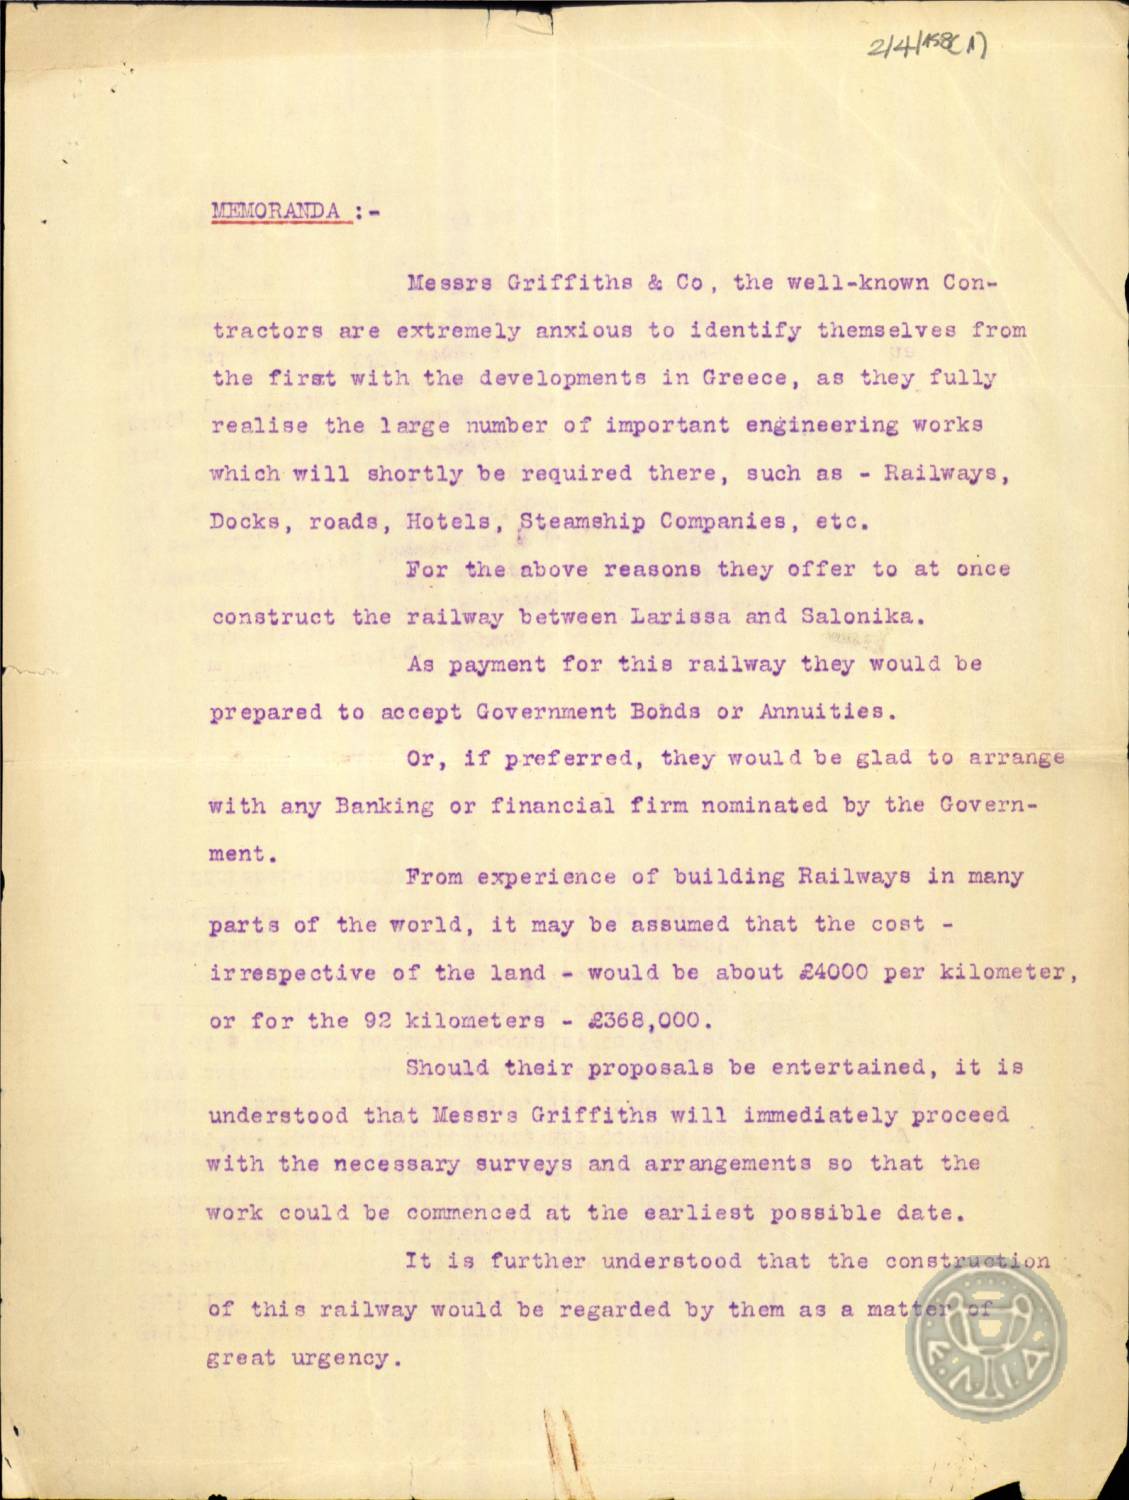 2/4/458(1)
MEMORANDA :-
Messrs Griffiths & Co, the well-known Con-
tractors are extremely anxious to identify themselves from
the first with the developments in Greece, as they fully
realise the large number of important engineering works
which will shortly be required there, such as - Railways,
Docks, roads, Hotels, Steamship Companies, etc.
For the above reasons they offer to at once
construct the railway between Larissa and Salonika.
As payment for this railway they would be
prepared to accept Government Bonds or Annuities.
Or, if preferred, they would be glad to arrange
with any Banking or financial firm nominated by the Govern-
ment.
From experience of building Railways in many
parts of the world, it may be assumed that the cost -
irrespective of the land - would be about £4000 per kilometer,
or for the 92 kilometers - £368,000.
Should their proposals be entertained, it is
understood that Messrs Griffiths will immediately proceed
with the necessary surveys and arrangements so that the
work could be commenced at the earliest possible date.
It is further understood that the construction
of this railway would be regarded by them as a matter of
great urgency.